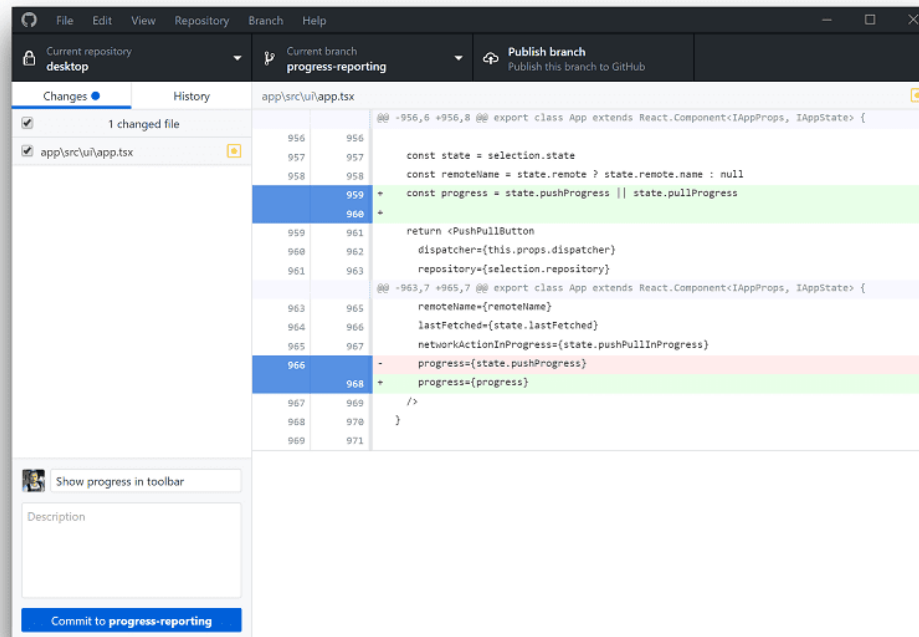 File Edit View Repository Branch Help
Current repository
desktop
Current branch
progress-reporting
Publish branch
Publish this branch to GitHub
Changes History
app\src\ui\app.tsx
1 changed file
app\src\ui\app.tsx
@@ -956,6 +956,8 @@ export class App extends React.Component<IAppProps, IAppState> {
956 956
957 957 const state = selection.state
958 958 const remoteName = state.remote ? state.remote.name : null
959 + const progress = state.pushProgress || state.pullProgress
960 +
959 961 return <PushPullButton
960 962 dispatcher={this.props.dispatcher}
961 963 repository={selection.repository}
@@ -963,7 +965,7 @@ export class App extends React.Component<IAppProps, IAppState> {
963 965 remoteName={remoteName}
964 966 lastFetched={state.lastFetched}
965 967 networkActionInProgress={state.pushPullInProgress}
966 - progress={state.pushProgress}
968 + progress={progress}
967 969 />
968 970 }
969 971
Show progress in toolbar
Description
Commit to progress-reporting